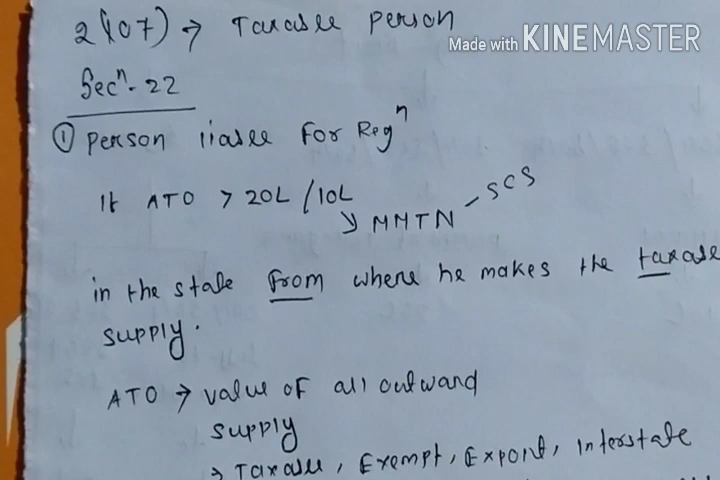 2(107) → Taxable person
Made with KINEMASTER
Secⁿ - 22
① person liable For Regⁿ
If ATO > 20L / 10L
↘ MMTN - SCS
in the state From where he makes the taxable
supply.
ATO → value of all outward
supply
→ Taxable, Exempt, Export, Interstate